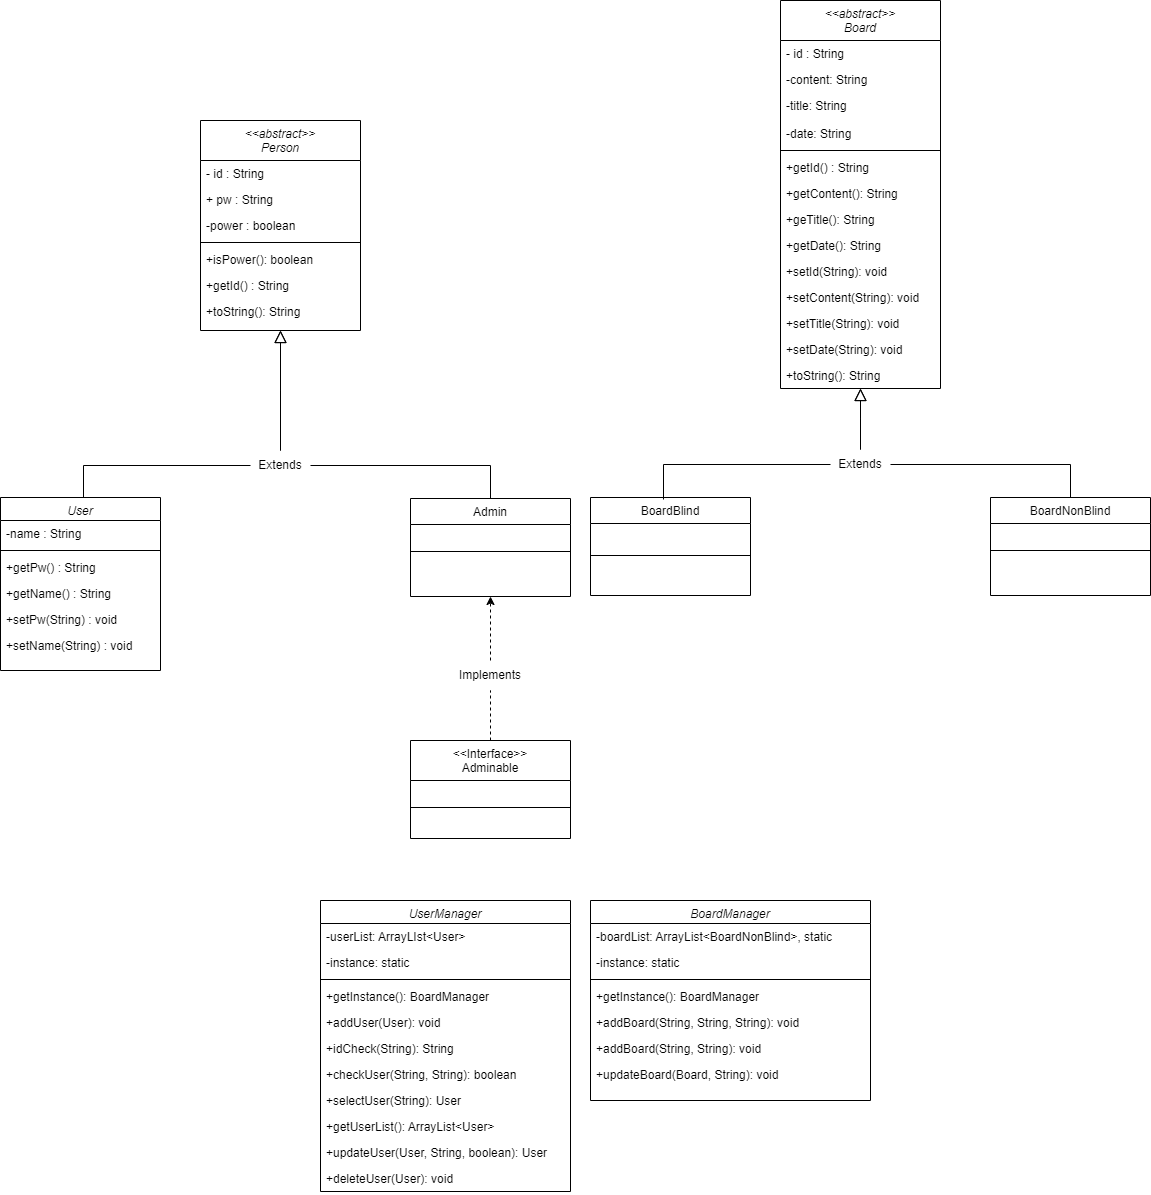 <<abstract>>
Board
- id : String
-content: String
-title: String
-date: String
+getId() : String
+getContent(): String
+geTitle(): String
+getDate(): String
+setId(String): void
+setContent(String): void
+setTitle(String): void
+setDate(String): void
+toString(): String
<<abstract>>
Person
- id : String
+ pw : String
-power : boolean
+isPower(): boolean
+getId() : String
+toString(): String
Extends
Extends
User
-name : String
+getPw() : String
+getName() : String
+setPw(String) : void
+setName(String) : void
Admin
BoardBlind
BoardNonBlind
Implements
<<Interface>>
Adminable
UserManager
-userList: ArrayLIst<User>
-instance: static
+getInstance(): BoardManager
+addUser(User): void
+idCheck(String): String
+checkUser(String, String): boolean
+selectUser(String): User
+getUserList(): ArrayList<User>
+updateUser(User, String, boolean): User
+deleteUser(User): void
BoardManager
-boardList: ArrayList<BoardNonBlind>, static
-instance: static
+getInstance(): BoardManager
+addBoard(String, String, String): void
+addBoard(String, String): void
+updateBoard(Board, String): void